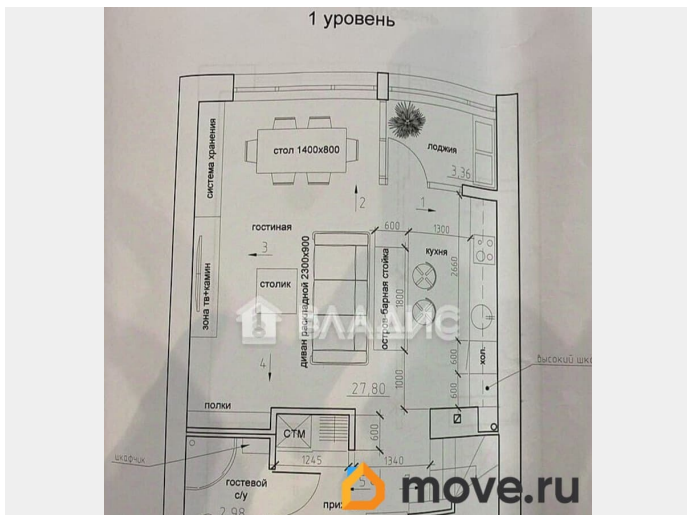 1 уровень
система хранения
стол 1400х800
лоджия
3,36
2
1
гостиная
600
1300
3
кухня
зона тв+камин
столик
диван раскладной 2300х900
остров-барная стойка
1800
2660
ВЛАДИС
хол.
600
высокий шка
4
1000
27,80
600
полки
600
СТМ
шкафчик
1245
1340
гостевой
с/у
2,98
при
move.ru